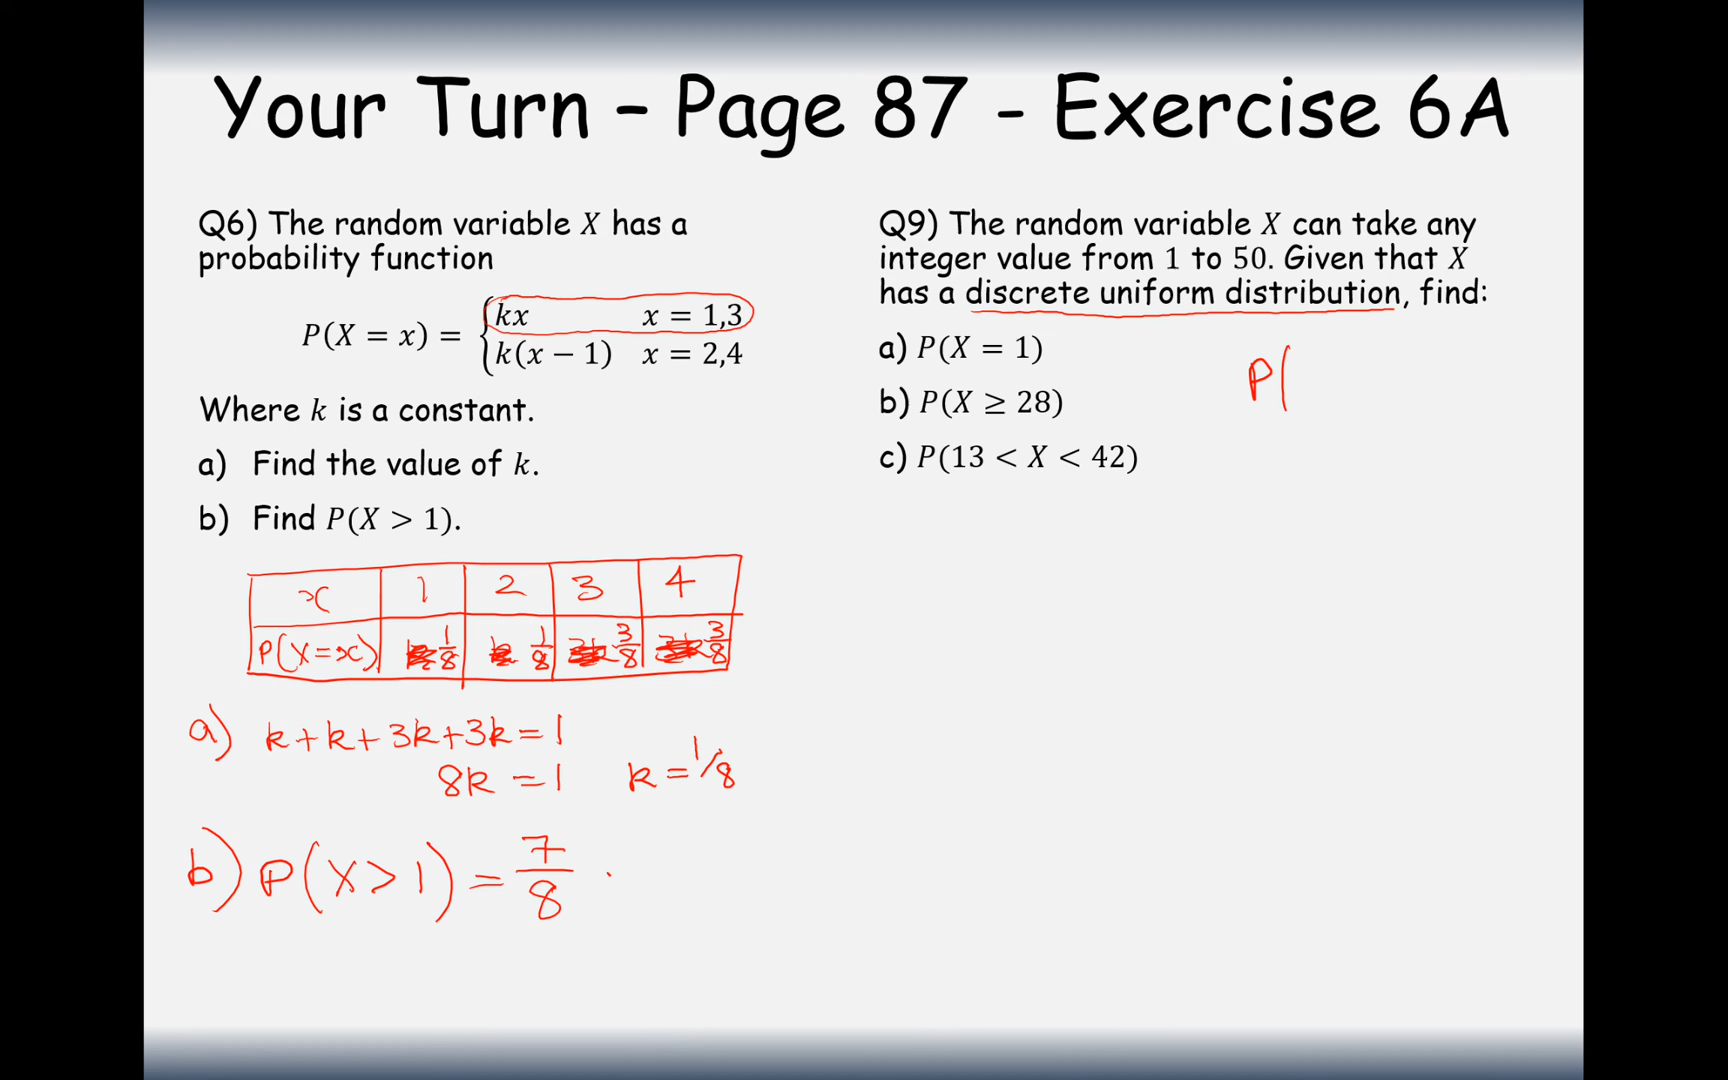 Your Turn – Page 87 - Exercise 6A
Q6) The random variable X has a
probability function
P(X = x) = { kx x = 1,3
k(x − 1) x = 2,4
Where k is a constant.
a) Find the value of k.
b) Find P(X > 1).
x 1 2 3 4
P(X=x) 1/8 1/8 3/8 3/8
a) k+k+3k+3k=1
8k =1 k = 1/8
b) P(X>1) = 7/8
Q9) The random variable X can take any
integer value from 1 to 50. Given that X
has a discrete uniform distribution, find:
a) P(X = 1)
P(
b) P(X ≥ 28)
c) P(13 < X < 42)